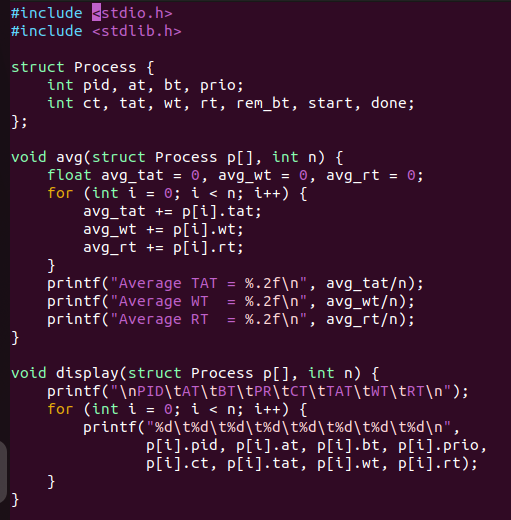 #include <stdio.h>
#include <stdlib.h>

struct Process {
    int pid, at, bt, prio;
    int ct, tat, wt, rt, rem_bt, start, done;
};

void avg(struct Process p[], int n) {
    float avg_tat = 0, avg_wt = 0, avg_rt = 0;
    for (int i = 0; i < n; i++) {
        avg_tat += p[i].tat;
        avg_wt += p[i].wt;
        avg_rt += p[i].rt;
    }
    printf("Average TAT = %.2f\n", avg_tat/n);
    printf("Average WT  = %.2f\n", avg_wt/n);
    printf("Average RT  = %.2f\n", avg_rt/n);
}

void display(struct Process p[], int n) {
    printf("\nPID\tAT\tBT\tPR\tCT\tTAT\tWT\tRT\n");
    for (int i = 0; i < n; i++) {
        printf("%d\t%d\t%d\t%d\t%d\t%d\t%d\t%d\n",
               p[i].pid, p[i].at, p[i].bt, p[i].prio,
               p[i].ct, p[i].tat, p[i].wt, p[i].rt);
    }
}